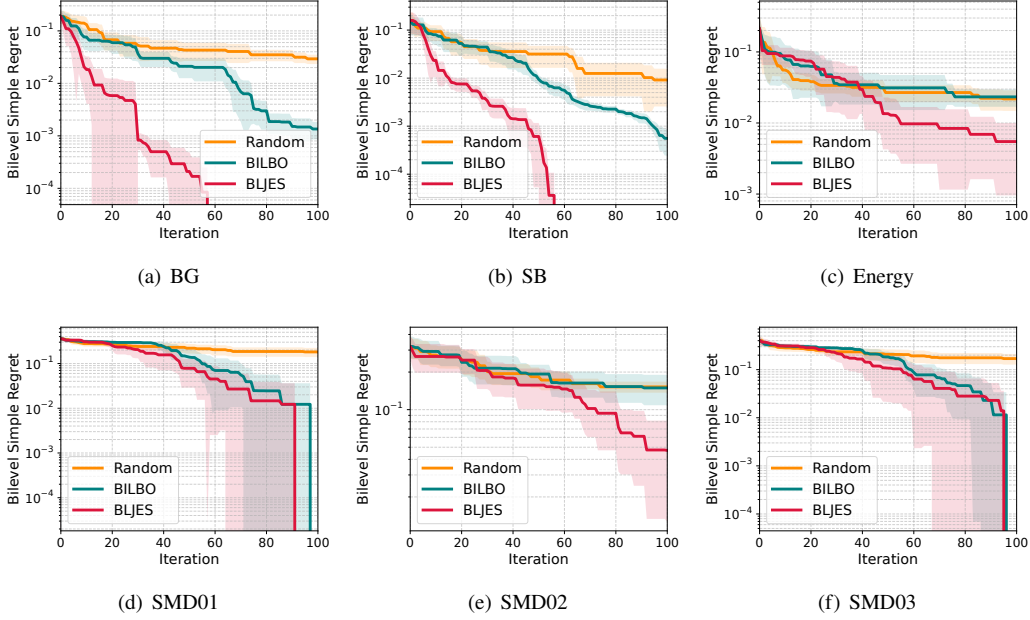 Bilevel Simple Regret
10⁻¹
10⁻²
10⁻³
10⁻⁴
Random
BILBO
BLJES
0 20 40 60 80 100
Iteration
(a) BG
Bilevel Simple Regret
10⁻¹
10⁻²
10⁻³
10⁻⁴
Random
BILBO
BLJES
0 20 40 60 80 100
Iteration
(b) SB
Bilevel Simple Regret
10⁻¹
10⁻²
10⁻³
Random
BILBO
BLJES
0 20 40 60 80 100
Iteration
(c) Energy
Bilevel Simple Regret
10⁻¹
10⁻²
10⁻³
10⁻⁴
Random
BILBO
BLJES
0 20 40 60 80 100
Iteration
(d) SMD01
Bilevel Simple Regret
10⁻¹
Random
BILBO
BLJES
0 20 40 60 80 100
Iteration
(e) SMD02
Bilevel Simple Regret
10⁻¹
10⁻²
10⁻³
10⁻⁴
Random
BILBO
BLJES
0 20 40 60 80 100
Iteration
(f) SMD03